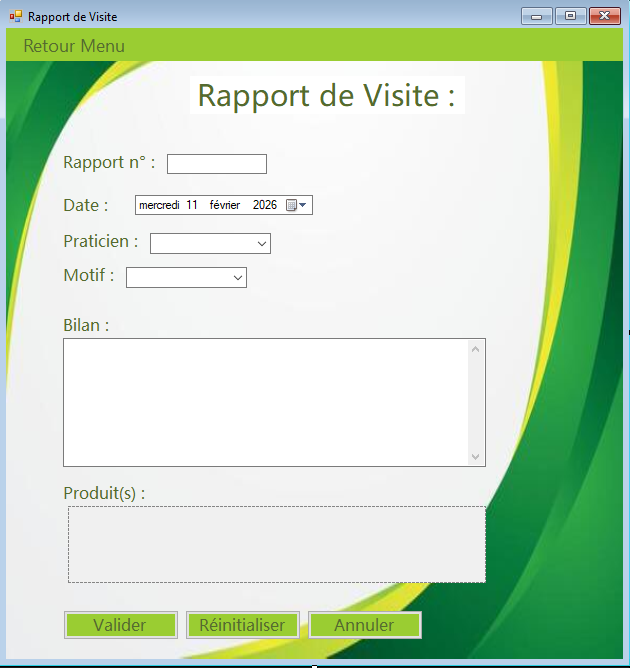 Rapport de Visite
Retour Menu
Rapport de Visite :
Rapport n° :
Date : mercredi 11 février 2026
Praticien :
Motif :
Bilan :
Produit(s) :
Valider Réinitialiser Annuler